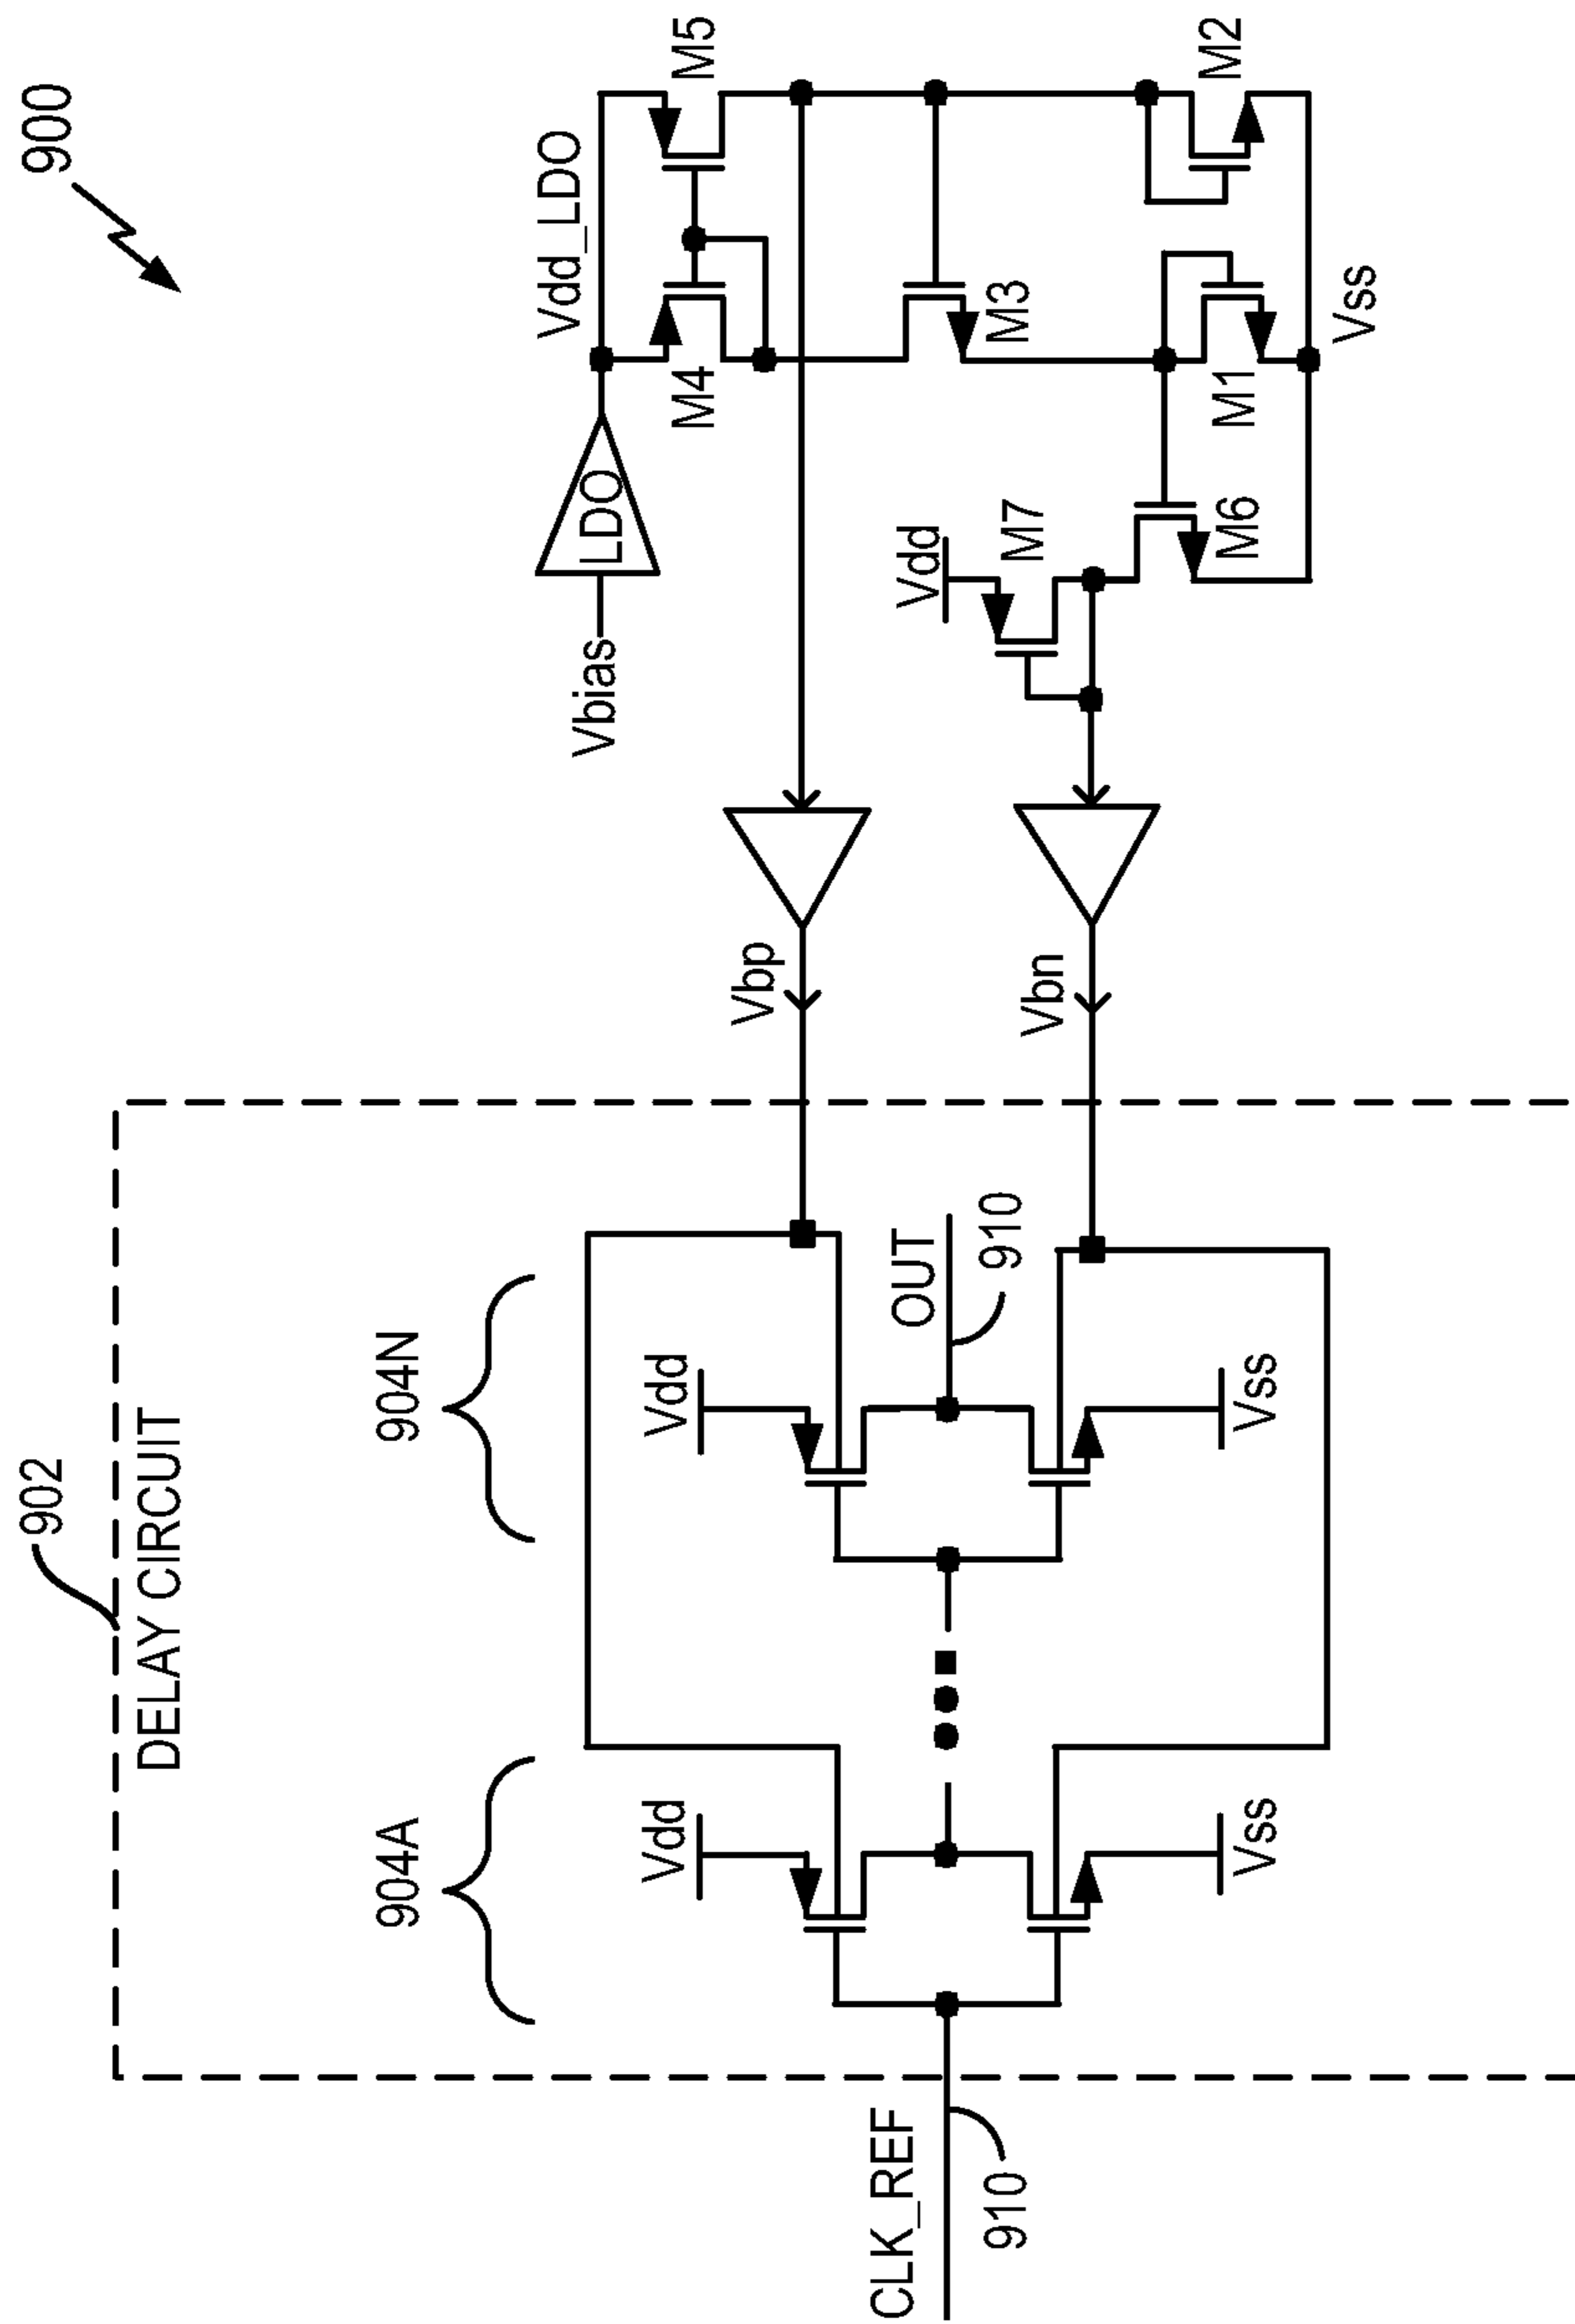 902
900
DELAY CIRCUIT
904A
904N
Vdd_LDO
Vbias
LDO
Vdd
Vdd
M4
M5
Vbp
CLK_REF
OUT
Vdd
910
910
M7
M3
Vbn
Vss
Vss
M6
M1
M2
Vss